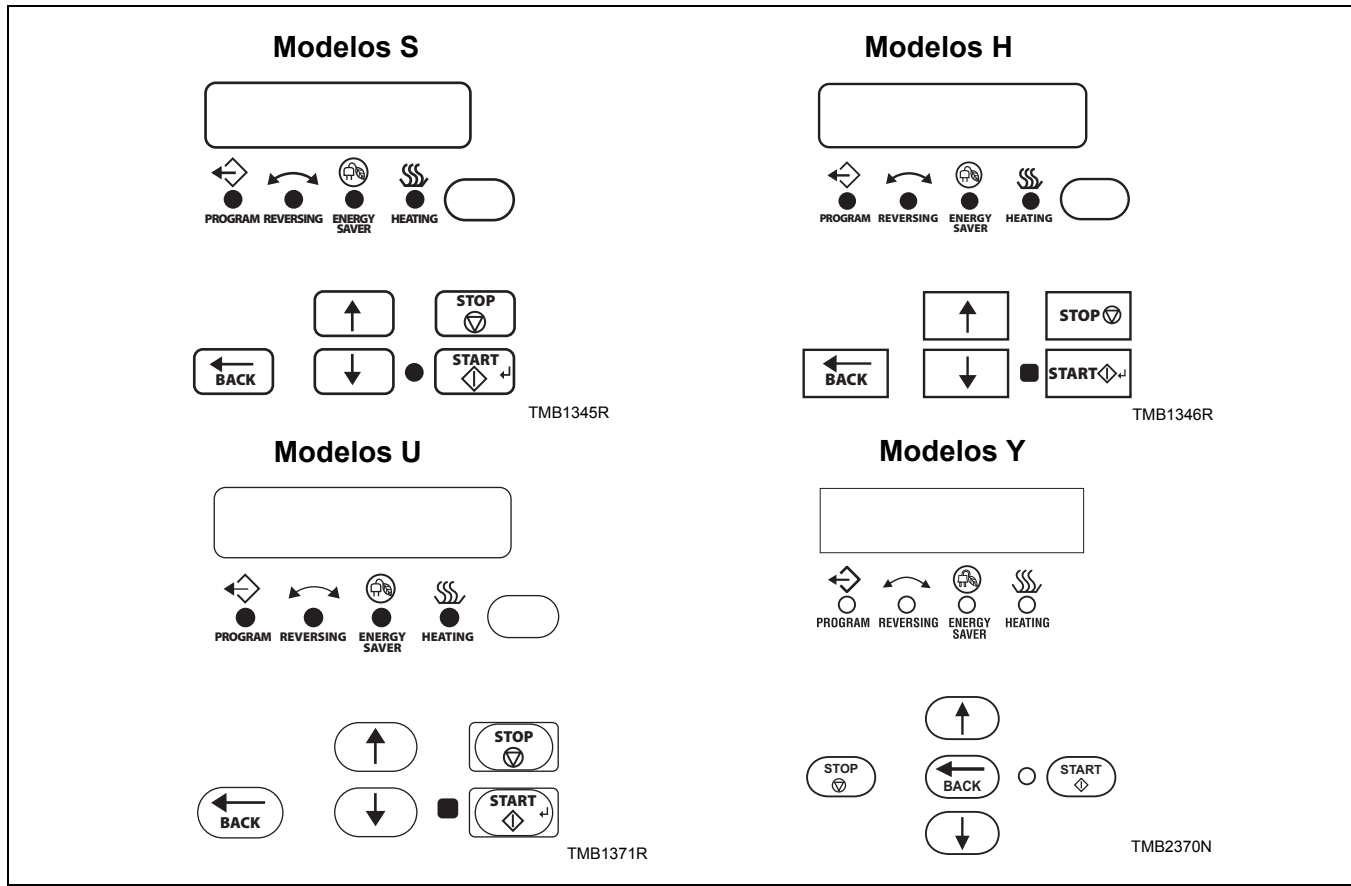 Modelos S
PROGRAM REVERSING ENERGY SAVER HEATING
STOP
BACK
START
TMB1345R
Modelos H
PROGRAM REVERSING ENERGY SAVER HEATING
STOP
BACK
START
TMB1346R
Modelos U
PROGRAM REVERSING ENERGY SAVER HEATING
STOP
BACK
START
TMB1371R
Modelos Y
PROGRAM REVERSING ENERGY SAVER HEATING
STOP
BACK
START
TMB2370N